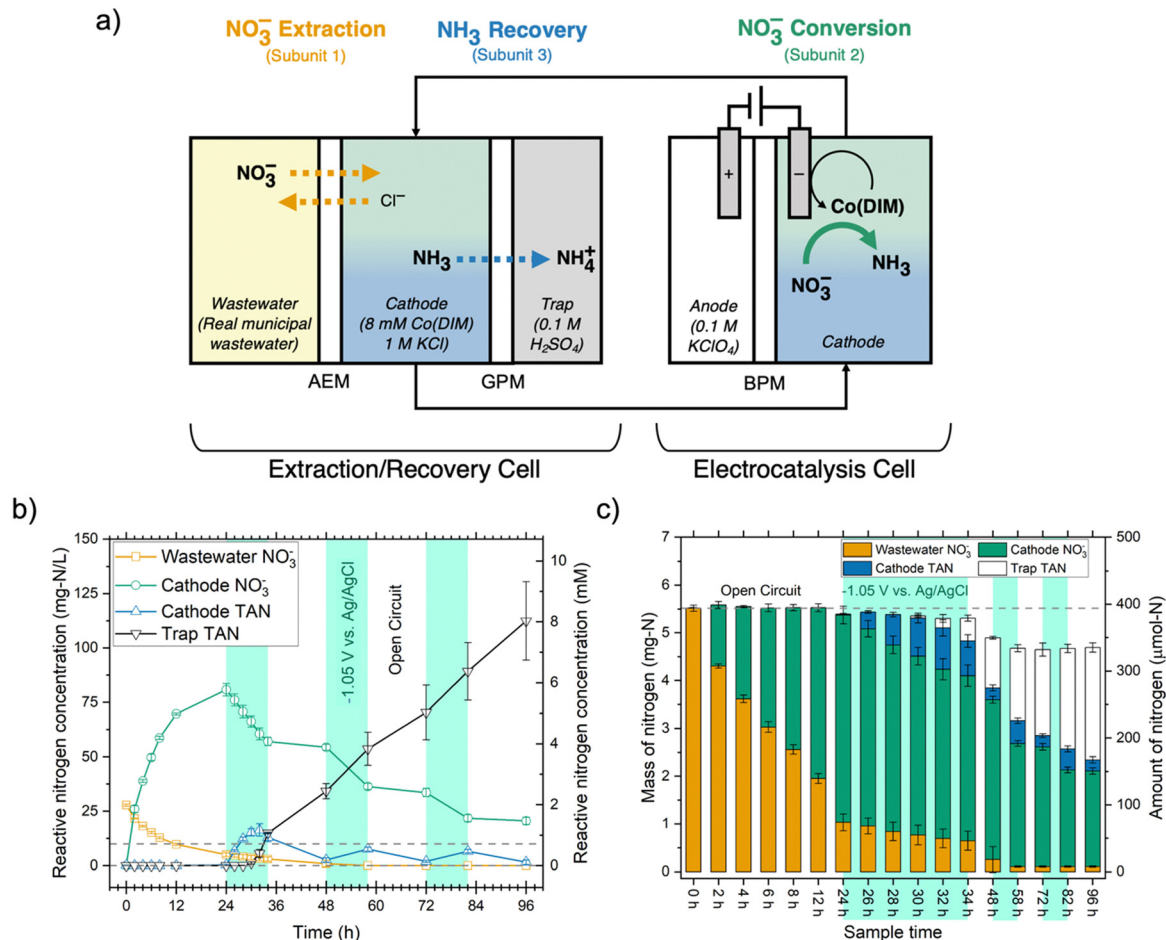 a)
NO₃⁻ Extraction
(Subunit 1)
NH₃ Recovery
(Subunit 3)
NO₃⁻ Conversion
(Subunit 2)
NO₃⁻
Cl⁻
NH₃
NH₄⁺
Wastewater
(Real municipal
wastewater)
Cathode
(8 mM Co(DIM)
1 M KCl)
Trap
(0.1 M
H₂SO₄)
AEM
GPM
+
−
Co(DIM)
NO₃⁻
NH₃
Anode
(0.1 M
KClO₄)
Cathode
BPM
Extraction/Recovery Cell
Electrocatalysis Cell
b)
Reactive nitrogen concentration (mg-N/L)
150
125
100
75
50
25
0
Wastewater NO₃⁻
Cathode NO₃⁻
Cathode TAN
Trap TAN
-1.05 V vs. Ag/AgCl
Open Circuit
10
8
6
4
2
0
Reactive nitrogen concentration (mM)
0 12 24 36 48 60 72 84 96
Time (h)
c)
Mass of nitrogen (mg-N)
7
6
5
4
3
2
1
0
Wastewater NO₃⁻
Cathode NO₃⁻
Cathode TAN
Trap TAN
Open Circuit
-1.05 V vs. Ag/AgCl
500
400
300
200
100
0
Amount of nitrogen (μmol-N)
0 h 2 h 4 h 6 h 8 h 12 h 24 h 26 h 28 h 30 h 32 h 34 h 48 h 58 h 72 h 82 h 96 h
Sample time